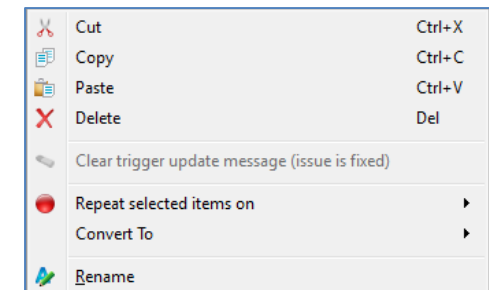 Cut Ctrl+X
Copy Ctrl+C
Paste Ctrl+V
Delete Del
Clear trigger update message (issue is fixed)
Repeat selected items on
Convert To
Rename